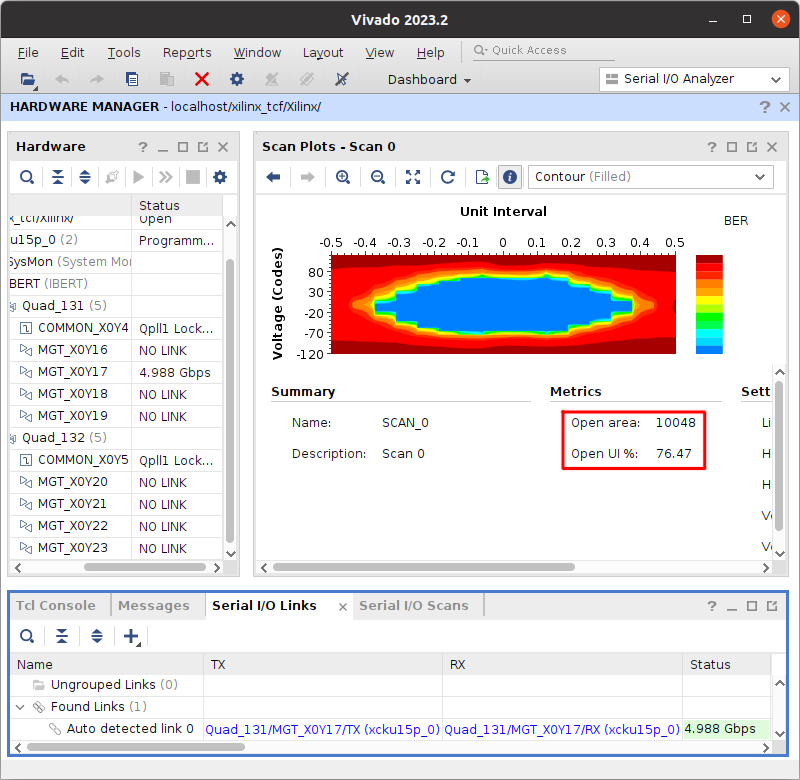 Vivado 2023.2
File Edit Tools Reports Window Layout View Help Quick Access
Dashboard Serial I/O Analyzer
HARDWARE MANAGER - localhost/xilinx_tcf/Xilinx/
Hardware
Status
x_tcf/Xilinx/ Open
u15p_0 (2) Programm...
SysMon (System Mon
BERT (IBERT)
Quad_131 (5)
COMMON_X0Y4 Qpll1 Lock...
MGT_X0Y16 NO LINK
MGT_X0Y17 4.988 Gbps
MGT_X0Y18 NO LINK
MGT_X0Y19 NO LINK
Quad_132 (5)
COMMON_X0Y5 Qpll1 Lock...
MGT_X0Y20 NO LINK
MGT_X0Y21 NO LINK
MGT_X0Y22 NO LINK
MGT_X0Y23 NO LINK
Scan Plots - Scan 0
Contour (Filled)
Unit Interval
BER
-0.5 -0.4 -0.3 -0.2 -0.1 0 0.1 0.2 0.3 0.4 0.5
Voltage (Codes)
80
30
-20
-70
-120
Summary Metrics Sett
Name: SCAN_0 Open area: 10048 Li
Description: Scan 0 Open UI %: 76.47 H
H
V
V
Tcl Console Messages Serial I/O Links Serial I/O Scans
Name TX RX Status
Ungrouped Links (0)
Found Links (1)
Auto detected link 0 Quad_131/MGT_X0Y17/TX (xcku15p_0) Quad_131/MGT_X0Y17/RX (xcku15p_0) 4.988 Gbps